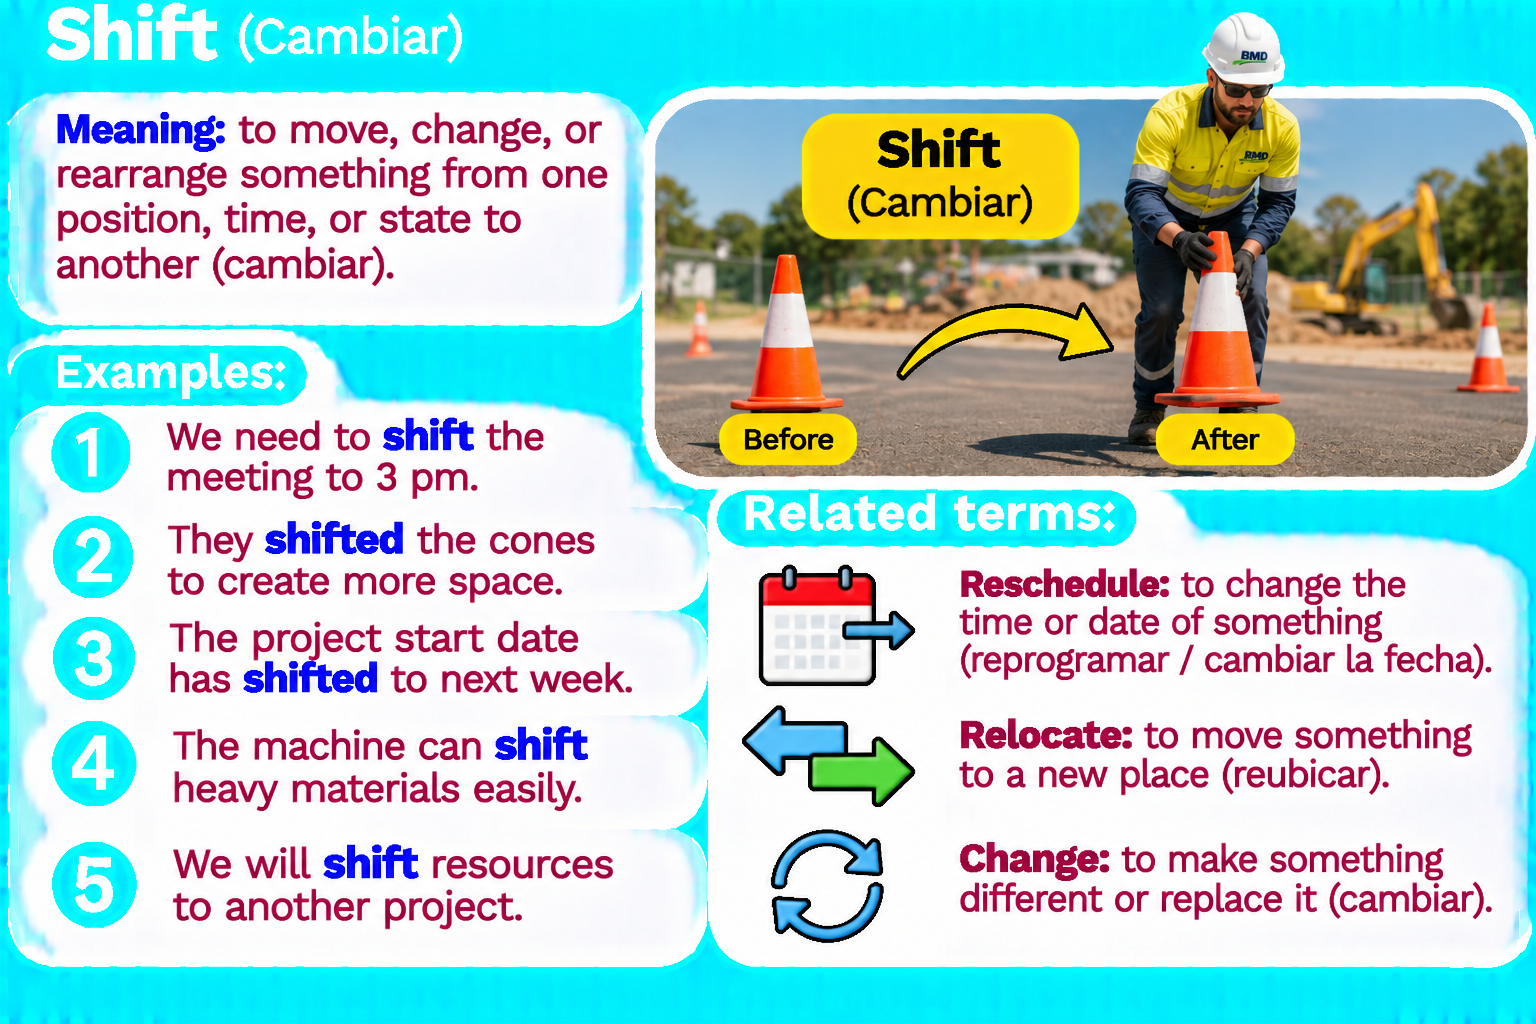 Shift (Cambiar)
Meaning: to move, change, or
rearrange something from one
position, time, or state to
another (cambiar).
Examples:
1 We need to shift the
meeting to 3 pm.
2 They shifted the cones
to create more space.
3 The project start date
has shifted to next week.
4 The machine can shift
heavy materials easily.
5 We will shift resources
to another project.
BMD
BMD
Shift
(Cambiar)
Before
After
Related terms:
Reschedule: to change the
time or date of something
(reprogramar / cambiar la fecha).
Relocate: to move something
to a new place (reubicar).
Change: to make something
different or replace it (cambiar).